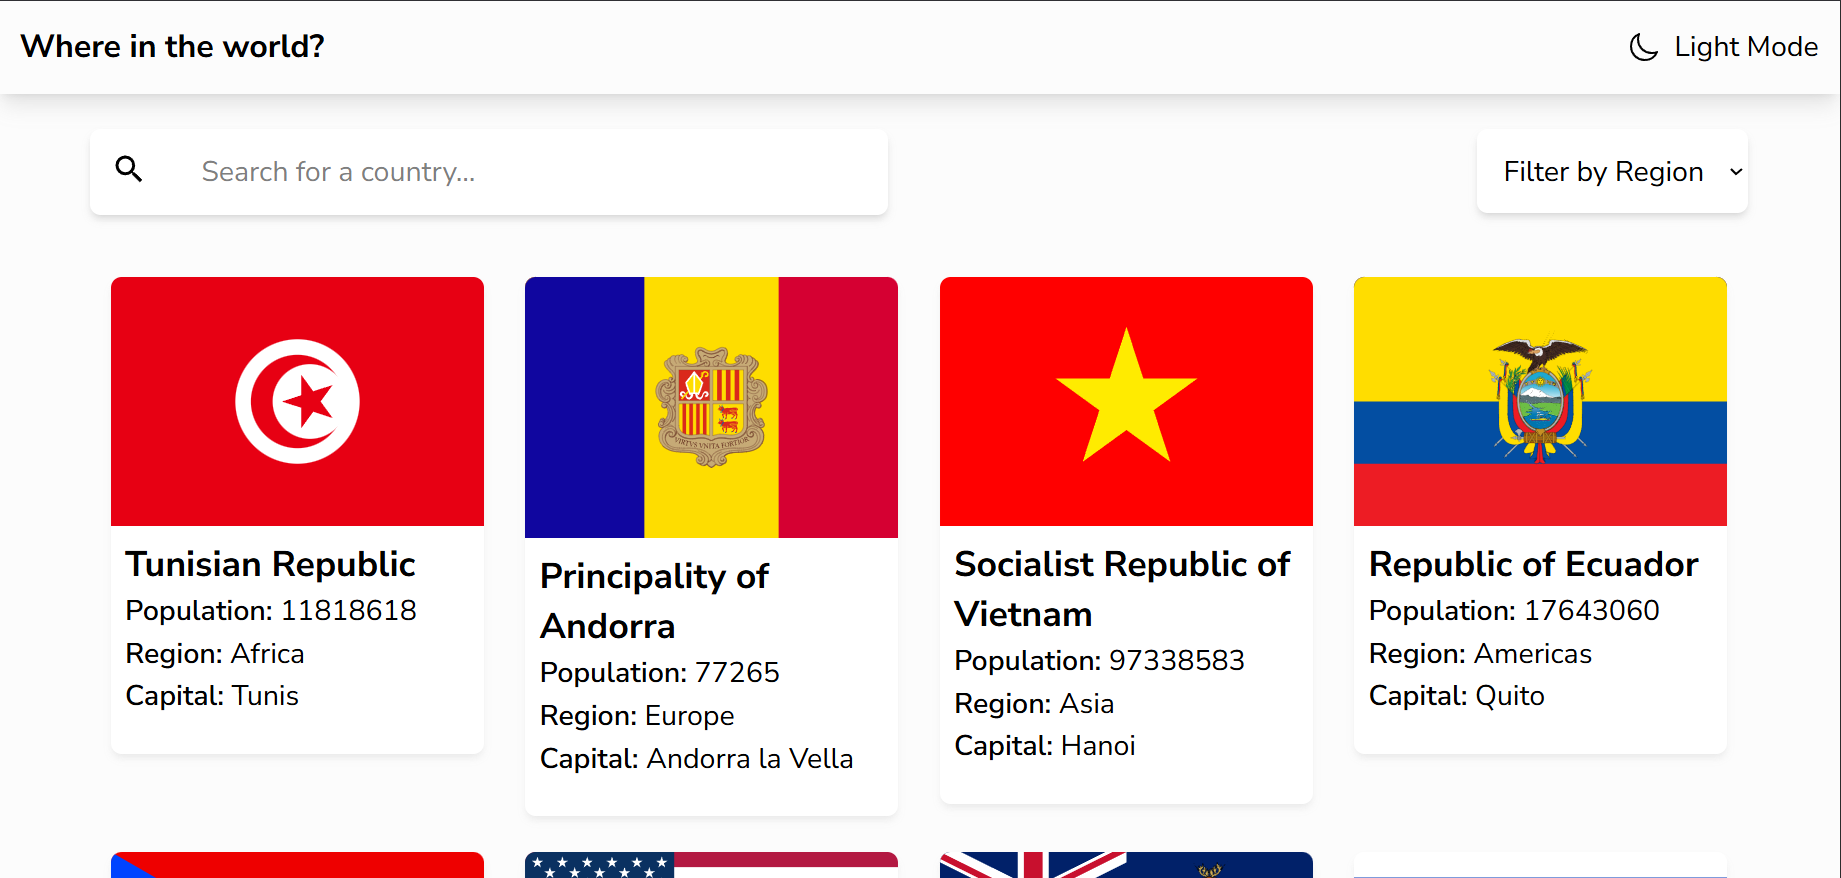 Where in the world?
Light Mode
Search for a country...
Filter by Region
Tunisian Republic
Population: 11818618
Region: Africa
Capital: Tunis
VIRTVS VNITA FORTIOR
Principality of
Andorra
Population: 77265
Region: Europe
Capital: Andorra la Vella
Socialist Republic of
Vietnam
Population: 97338583
Region: Asia
Capital: Hanoi
Republic of Ecuador
Population: 17643060
Region: Americas
Capital: Quito